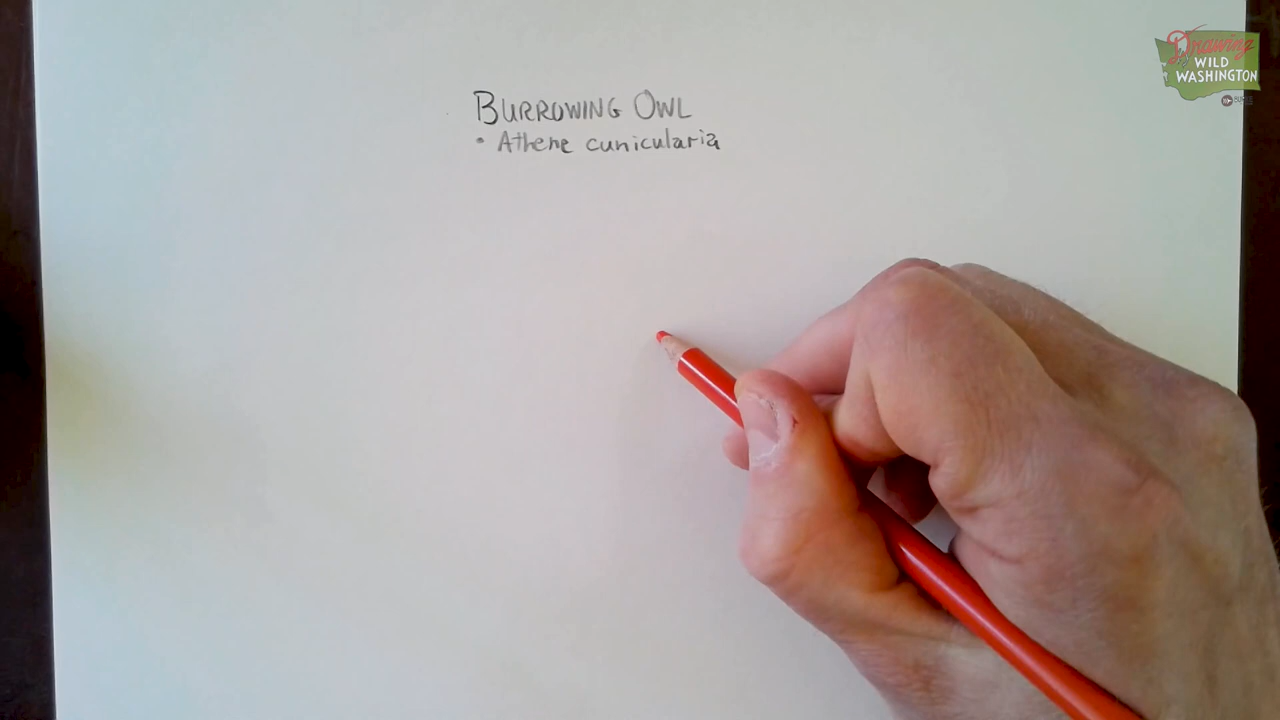 BURROWING OWL
• Athene cunicularia
Drawing
WILD
WASHINGTON